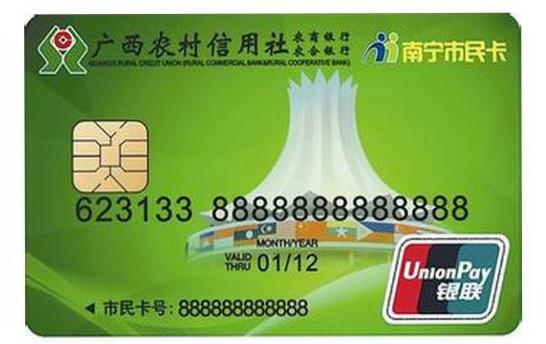 广西农村信用社 农商银行 农合银行
GUANGXI RURAL CREDIT UNION (RURAL COMMERCIAL BANK&RURAL COOPERATIVE BANK)
南宁市民卡
623133 8888888888888
MONTH/YEAR
VALID THRU 01/12
UnionPay
银联
市民卡号: 888888888888